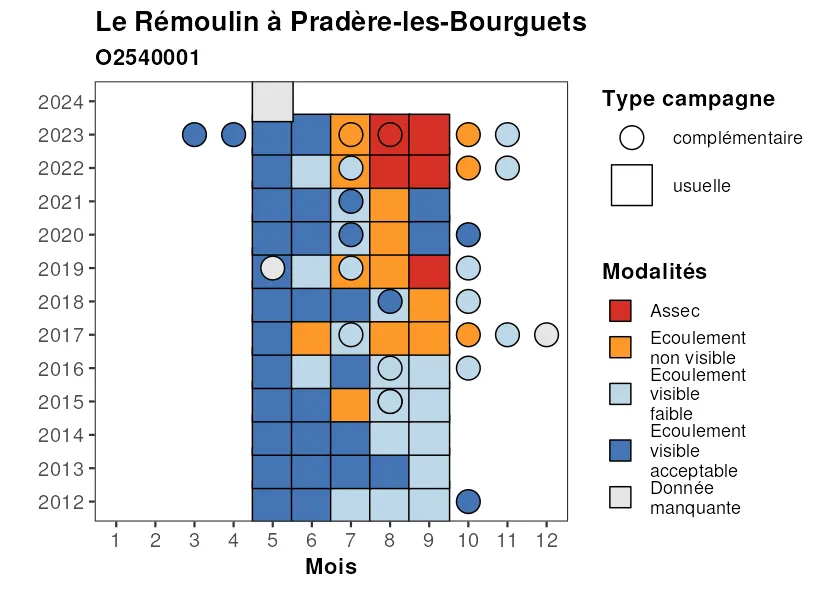 Le Rémoulin à Pradère-les-Bourguets
O2540001
2024
2023
2022
2021
2020
2019
2018
2017
2016
2015
2014
2013
2012
1 2 3 4 5 6 7 8 9 10 11 12
Mois
Type campagne
complémentaire
usuelle
Modalités
Assec
Ecoulement
non visible
Ecoulement
visible
faible
Ecoulement
visible
acceptable
Donnée
manquante